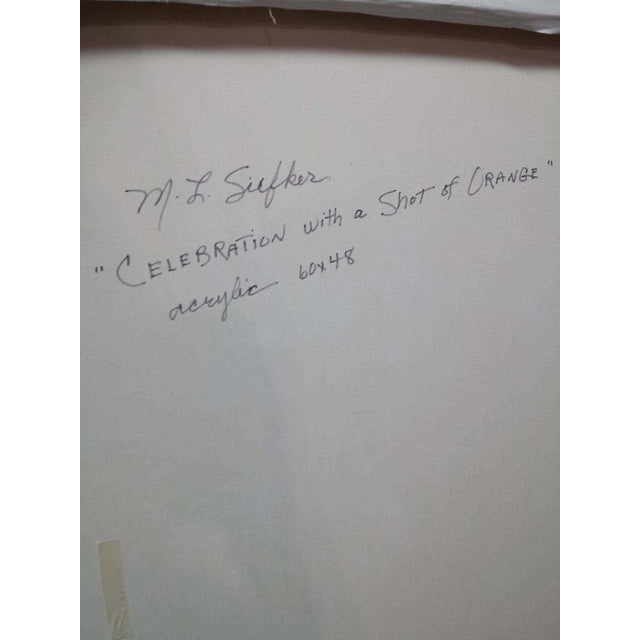 M. L. Siefker
"CELEBRATION with a Shot of ORANGE"
acrylic 60x48